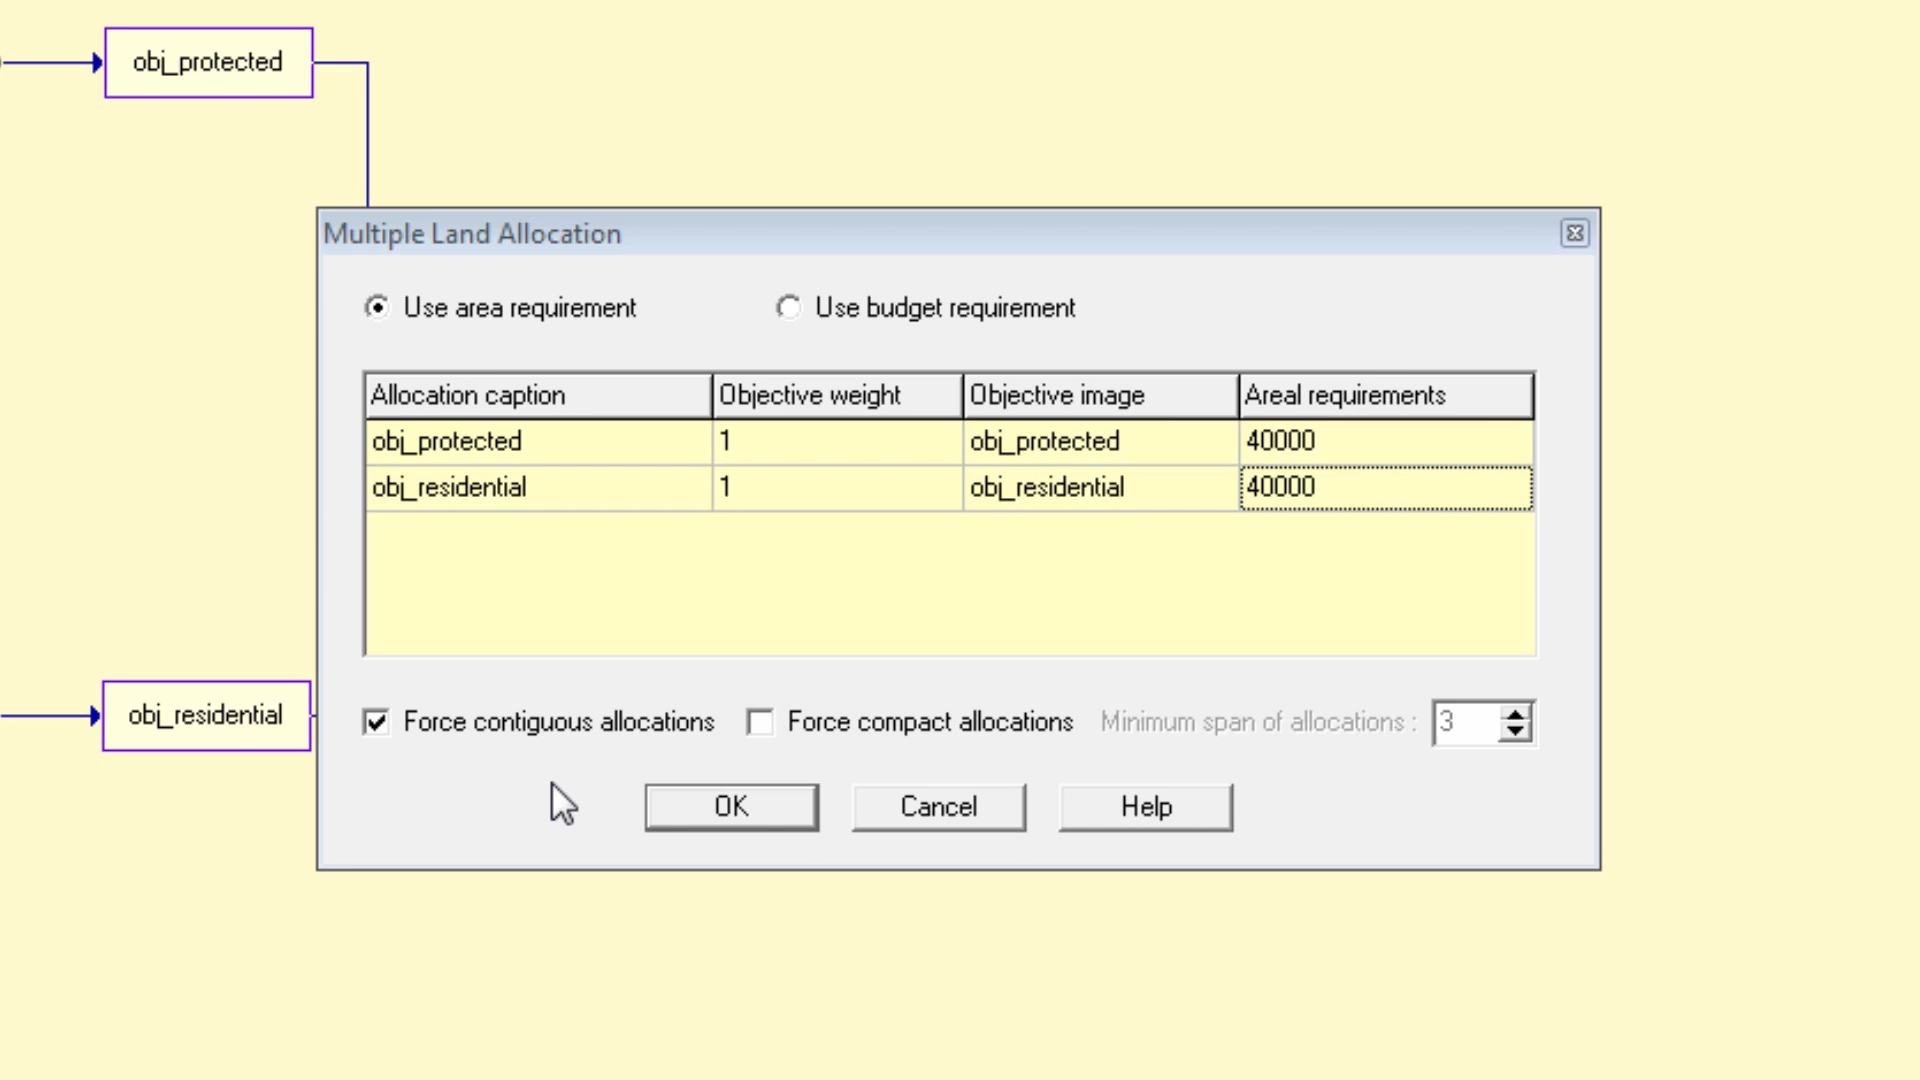 obj_protected
Multiple Land Allocation
Use area requirement Use budget requirement
Allocation caption Objective weight Objective image Areal requirements
obj_protected 1 obj_protected 40000
obj_residential 1 obj_residential 40000
obj_residential
Force contiguous allocations Force compact allocations Minimum span of allocations : 3
OK Cancel Help